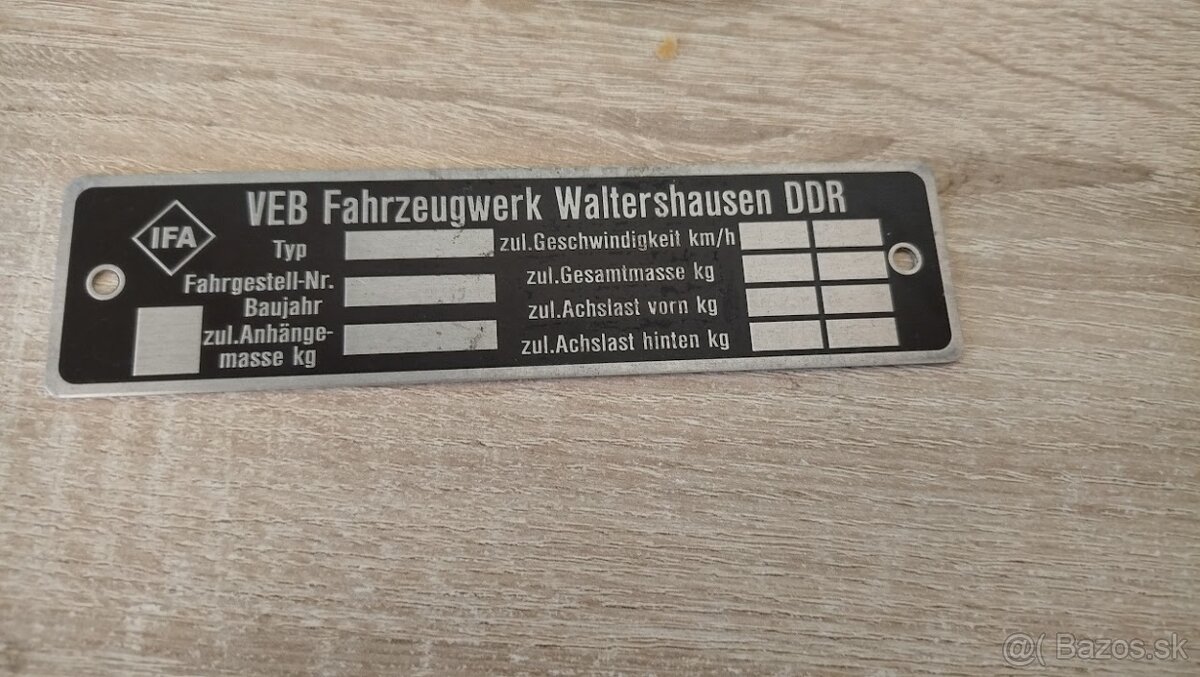 VEB Fahrzeugwerk Waltershausen DDR
IFA
Typ
Fahrgestell-Nr.
Baujahr
zul.Anhänge-
masse kg
zul.Geschwindigkeit km/h
zul.Gesamtmasse kg
zul.Achslast vorn kg
zul.Achslast hinten kg
@( Bazos.sk